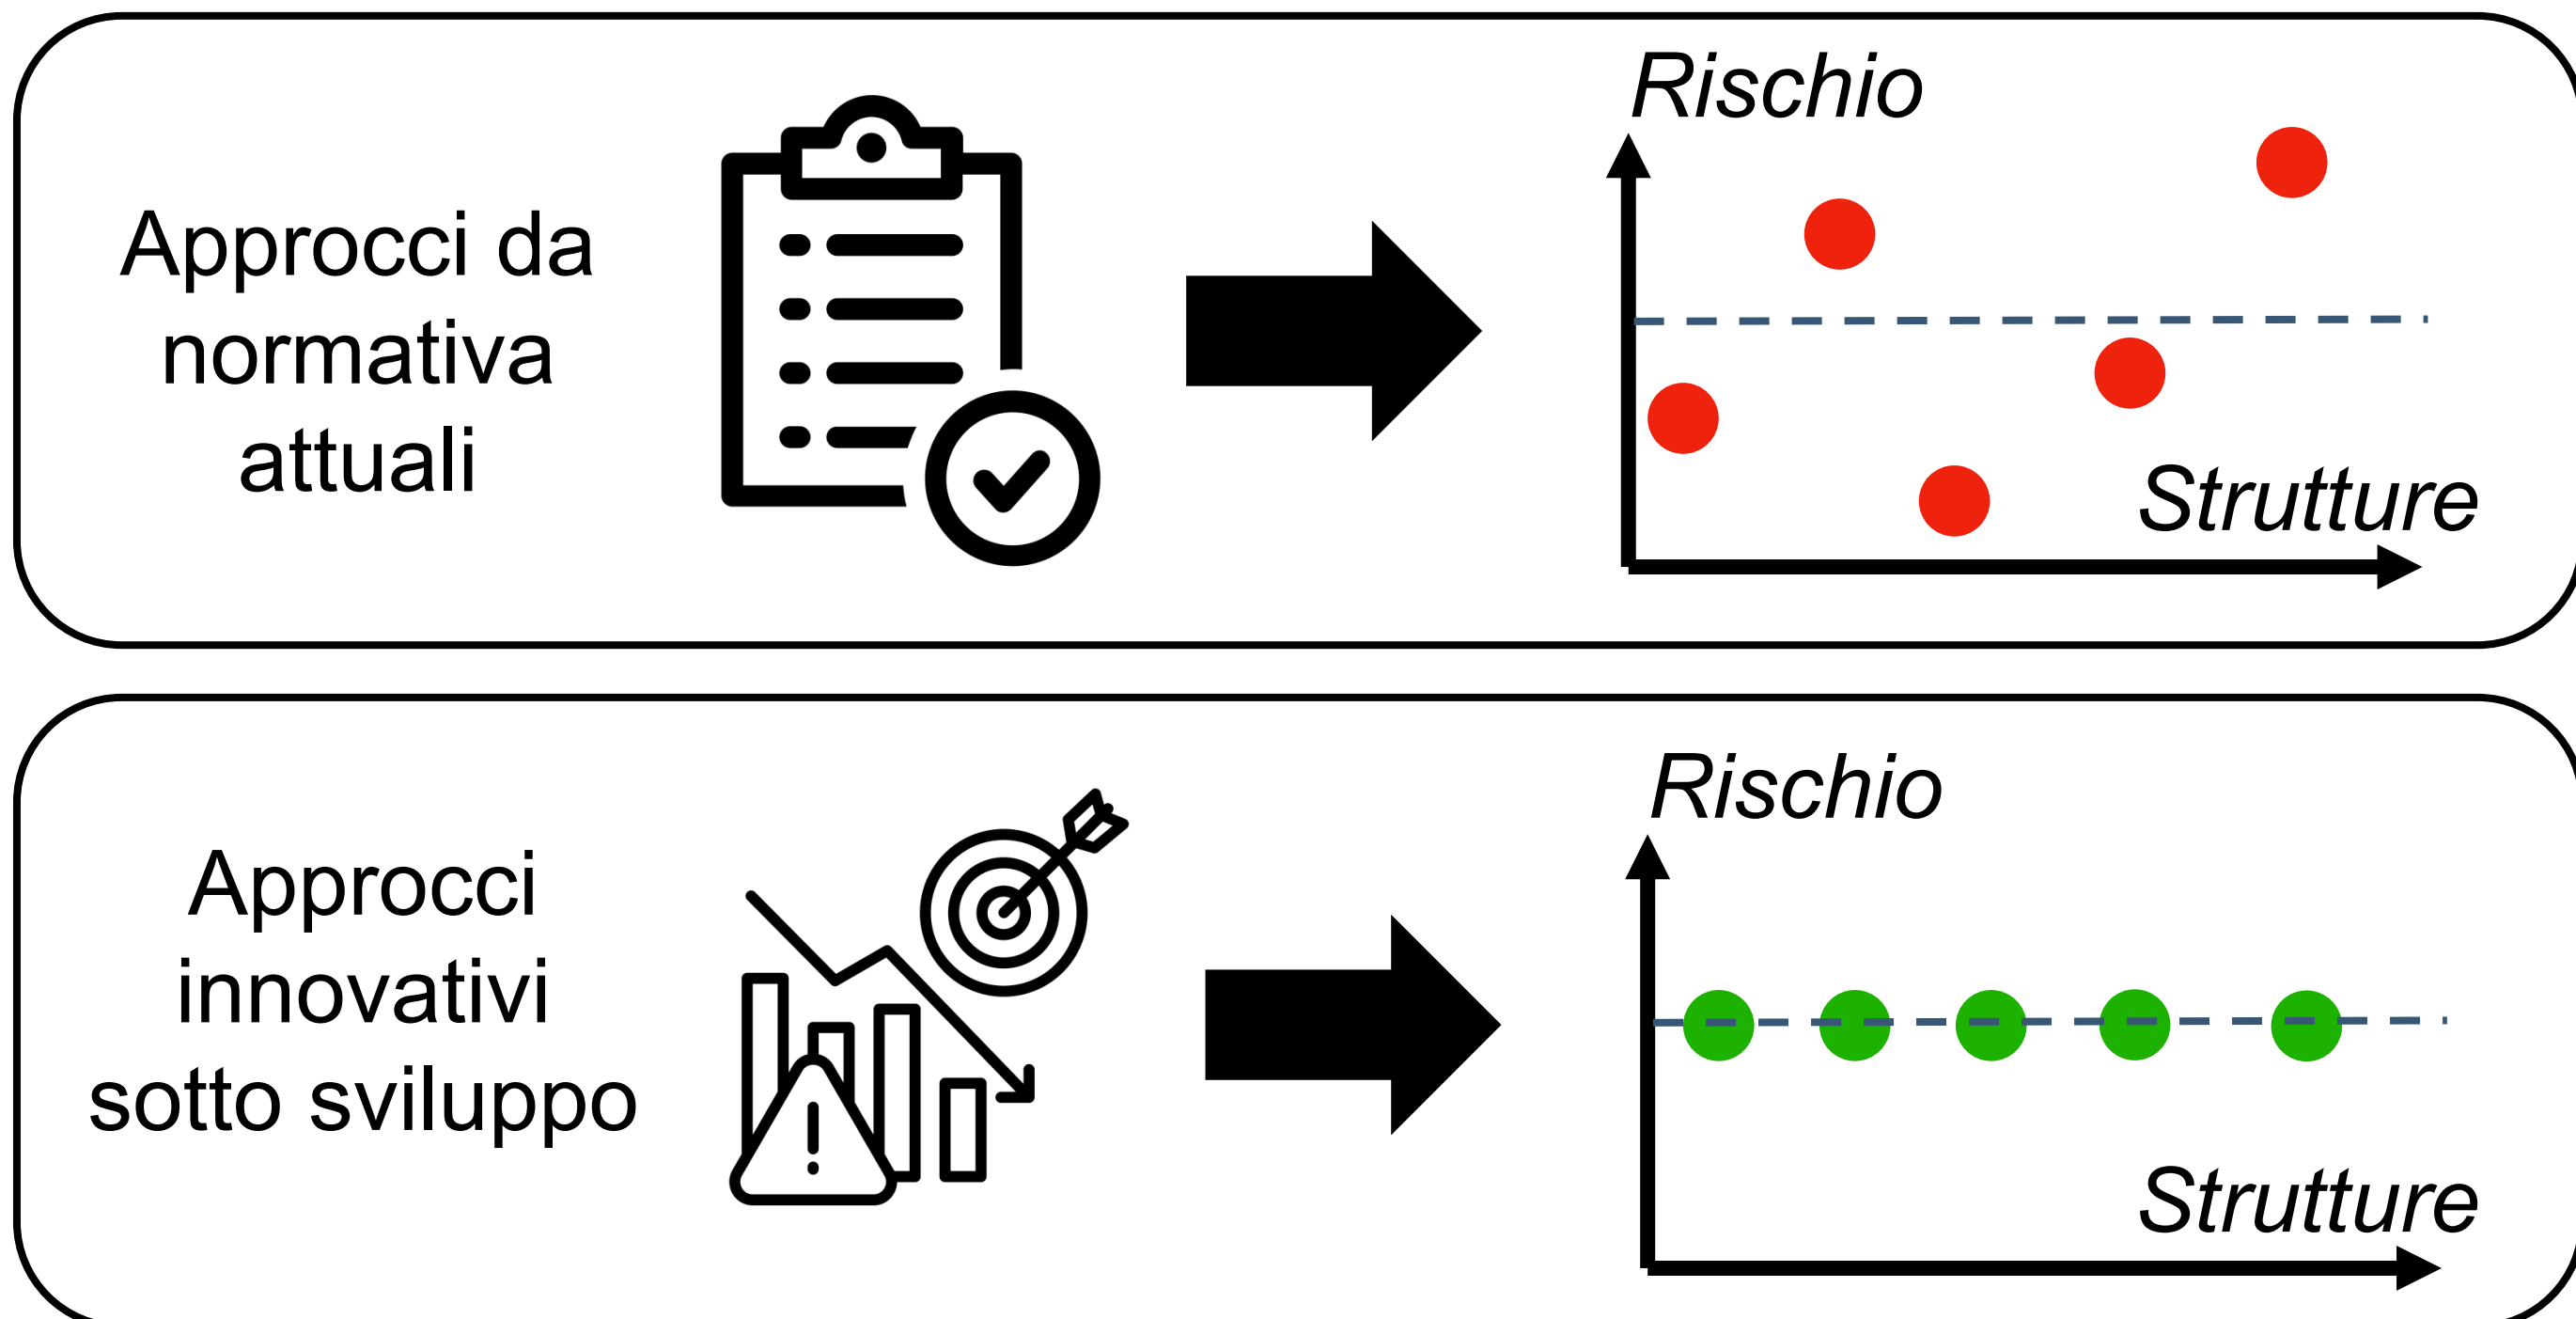 Approcci da
normativa
attuali
Rischio
Strutture
Approcci
innovativi
sotto sviluppo
Rischio
Strutture